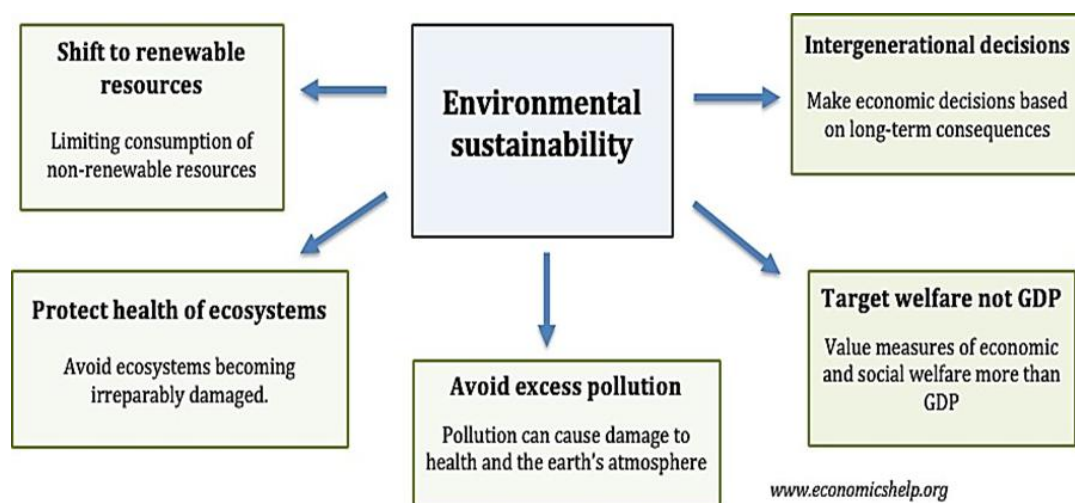 Shift to renewable
resources
Limiting consumption of
non-renewable resources
Environmental
sustainability
Intergenerational decisions
Make economic decisions based
on long-term consequences
Protect health of ecosystems
Avoid ecosystems becoming
irreparably damaged.
Avoid excess pollution
Pollution can cause damage to
health and the earth's atmosphere
Target welfare not GDP
Value measures of economic
and social welfare more than
GDP
www.economicshelp.org